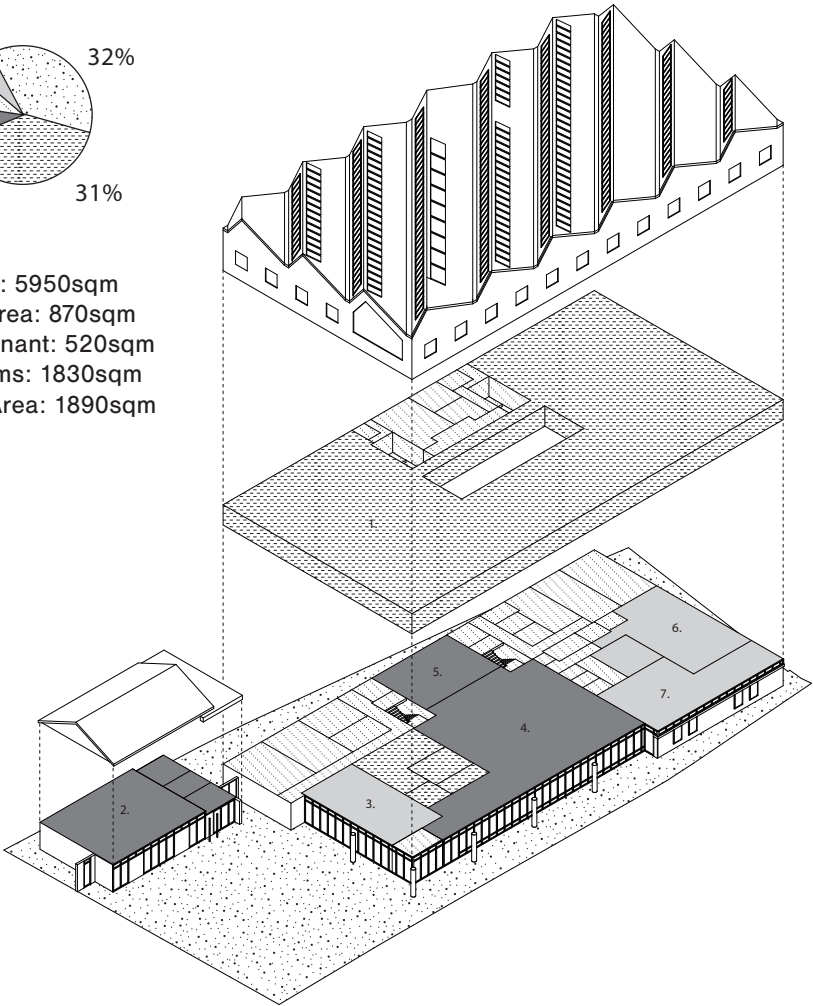 32%
31%
: 5950sqm
rea: 870sqm
nant: 520sqm
ms: 1830sqm
Area: 1890sqm
1.
2.
3.
4.
5.
6.
7.